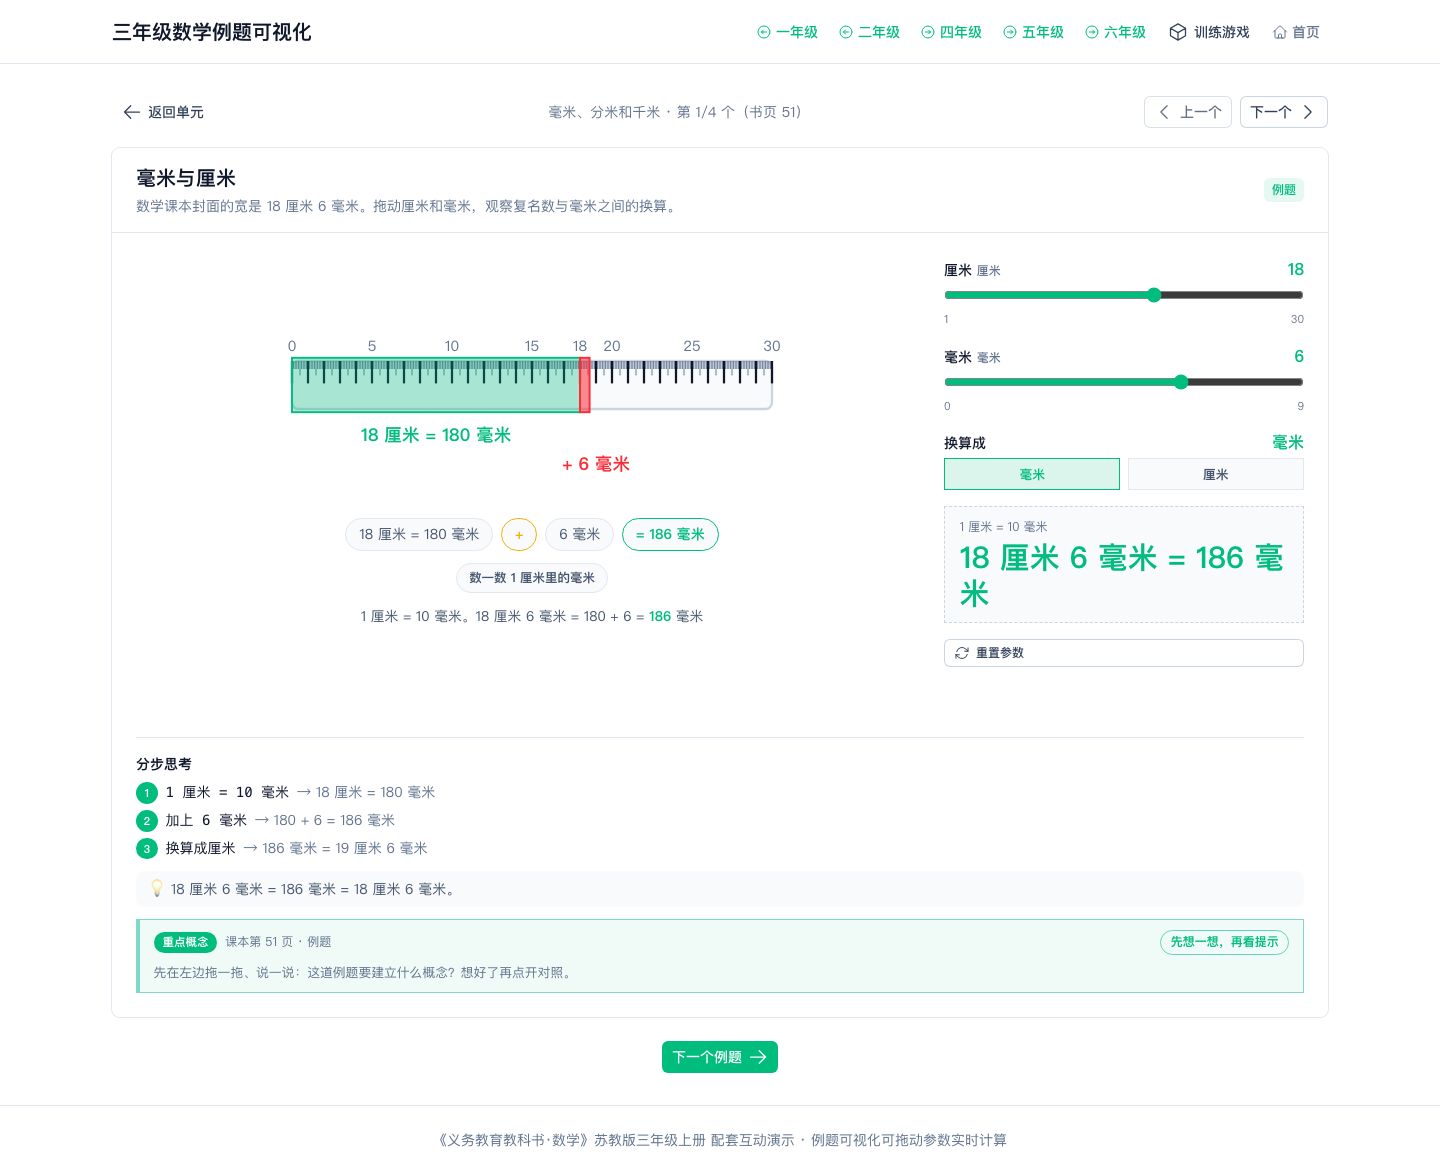 三年级数学例题可视化
一年级 二年级 四年级 五年级 六年级 训练游戏 首页
返回单元
毫米、分米和千米 · 第 1/4 个（书页 51）
上一个 下一个
毫米与厘米
数学课本封面的宽是 18 厘米 6 毫米。拖动厘米和毫米，观察复名数与毫米之间的换算。
例题
0 5 10 15 18 20 25 30
18 厘米 = 180 毫米
+ 6 毫米
18 厘米 = 180 毫米 + 6 毫米 = 186 毫米
数一数 1 厘米里的毫米
1 厘米 = 10 毫米。18 厘米 6 毫米 = 180 + 6 = 186 毫米
厘米 厘米 18
1 30
毫米 毫米 6
0 9
换算成 毫米
毫米 厘米
1 厘米 = 10 毫米
18 厘米 6 毫米 = 186 毫
米
重置参数
分步思考
1 1 厘米 = 10 毫米 → 18 厘米 = 180 毫米
2 加上 6 毫米 → 180 + 6 = 186 毫米
3 换算成厘米 → 186 毫米 = 19 厘米 6 毫米
18 厘米 6 毫米 = 186 毫米 = 18 厘米 6 毫米。
重点概念 课本第 51 页 · 例题
先想一想，再看提示
先在左边拖一拖、说一说：这道例题要建立什么概念？想好了再点开对照。
下一个例题
《义务教育教科书·数学》苏教版三年级上册 配套互动演示 · 例题可视化可拖动参数实时计算